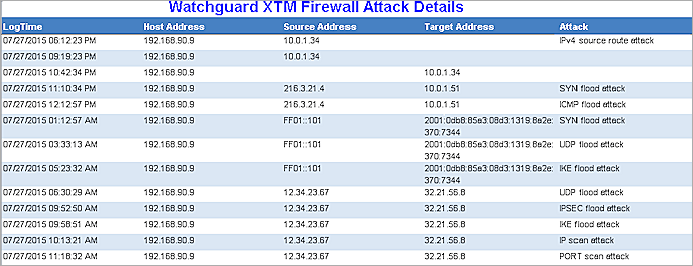 Watchguard XTM Firewall Attack Details
LogTime Host Address Source Address Target Address Attack
07/27/2015 06:12:23 PM 192.168.90.9 10.0.1.34 IPv4 source route attack
07/27/2015 09:19:23 PM 192.168.90.9 10.0.1.34
07/27/2015 10:42:34 PM 192.168.90.9 10.0.1.34
07/27/2015 11:10:34 PM 192.168.90.9 216.3.21.4 10.0.1.51 SYN flood attack
07/27/2015 12:12:57 PM 192.168.90.9 216.3.21.4 10.0.1.51 ICMP flood attack
07/27/2015 01:12:57 AM 192.168.90.9 FF01::101 2001:0db8:85e3:08d3:1319:8e2e: SYN flood attack
370:7344
07/27/2015 03:33:13 AM 192.168.90.9 FF01::101 2001:0db8:85e3:08d3:1319:8e2e: UDP flood attack
370:7344
07/27/2015 05:23:32 AM 192.168.90.9 FF01::101 2001:0db8:85e3:08d3:1319:8e2e: IKE flood attack
370:7344
07/27/2015 06:30:29 AM 192.168.90.9 12.34.23.67 32.21.56.8 UDP flood attack
07/27/2015 09:52:50 AM 192.168.90.9 12.34.23.67 32.21.56.8 IPSEC flood attack
07/27/2015 09:58:51 AM 192.168.90.9 12.34.23.67 32.21.56.8 IKE flood attack
07/27/2015 10:13:21 AM 192.168.90.9 12.34.23.67 32.21.56.8 IP scan attack
07/27/2015 11:18:32 AM 192.168.90.9 12.34.23.67 32.21.56.8 PORT scan attack